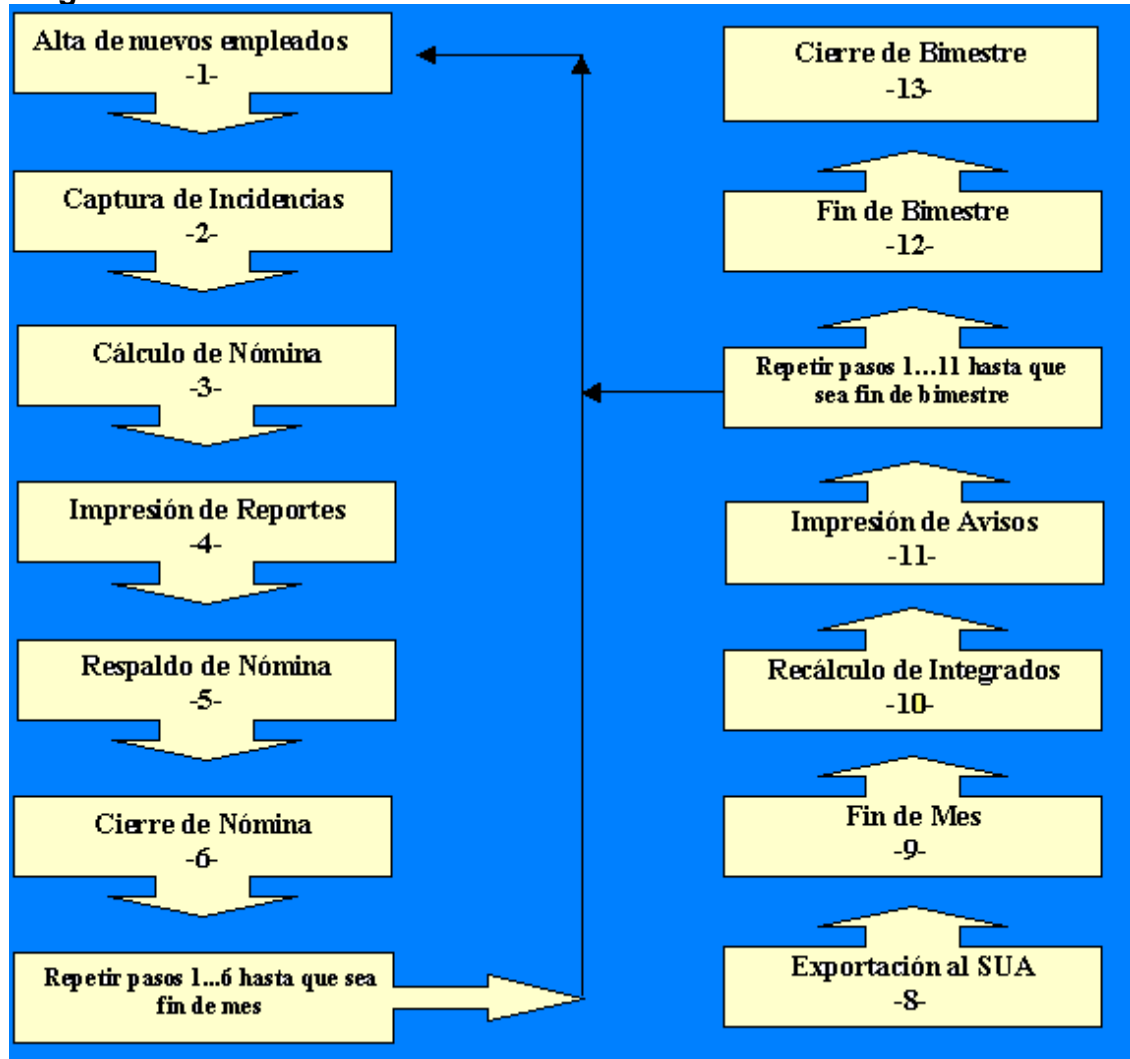 Alta de nuevos empleados
-1-
Captura de Incidencias
-2-
Cálculo de Nómina
-3-
Impresión de Reportes
-4-
Respaldo de Nómina
-5-
Cierre de Nómina
-6-
Repetir pasos 1...6 hasta que sea
fin de mes
Cierre de Bimestre
-13-
Fin de Bimestre
-12-
Repetir pasos 1...11 hasta que
sea fin de bimestre
Impresión de Avisos
-11-
Recálculo de Integrados
-10-
Fin de Mes
-9-
Exportación al SUA
-8-